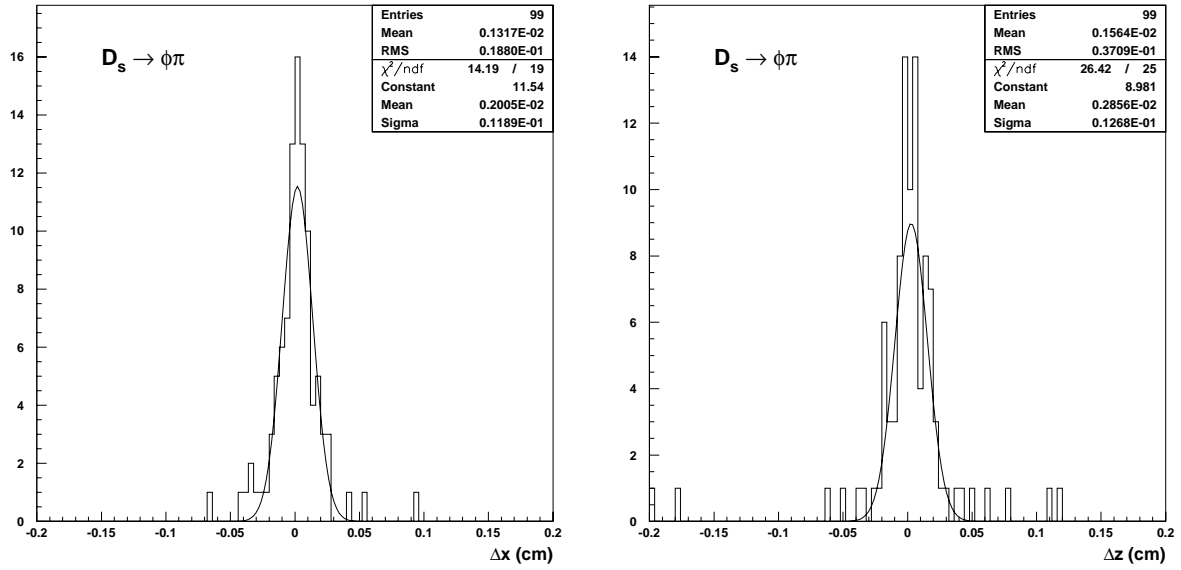 Entries 99
Mean 0.1317E-02
RMS 0.1880E-01
χ²/ndf 14.19 / 19
Constant 11.54
Mean 0.2005E-02
Sigma 0.1189E-01
D_s → φπ
16
14
12
10
8
6
4
2
0
-0.2 -0.15 -0.1 -0.05 0 0.05 0.1 0.15 0.2
Δx (cm)
Entries 99
Mean 0.1564E-02
RMS 0.3709E-01
χ²/ndf 26.42 / 25
Constant 8.981
Mean 0.2856E-02
Sigma 0.1268E-01
D_s → φπ
14
12
10
8
6
4
2
0
-0.2 -0.15 -0.1 -0.05 0 0.05 0.1 0.15 0.2
Δz (cm)